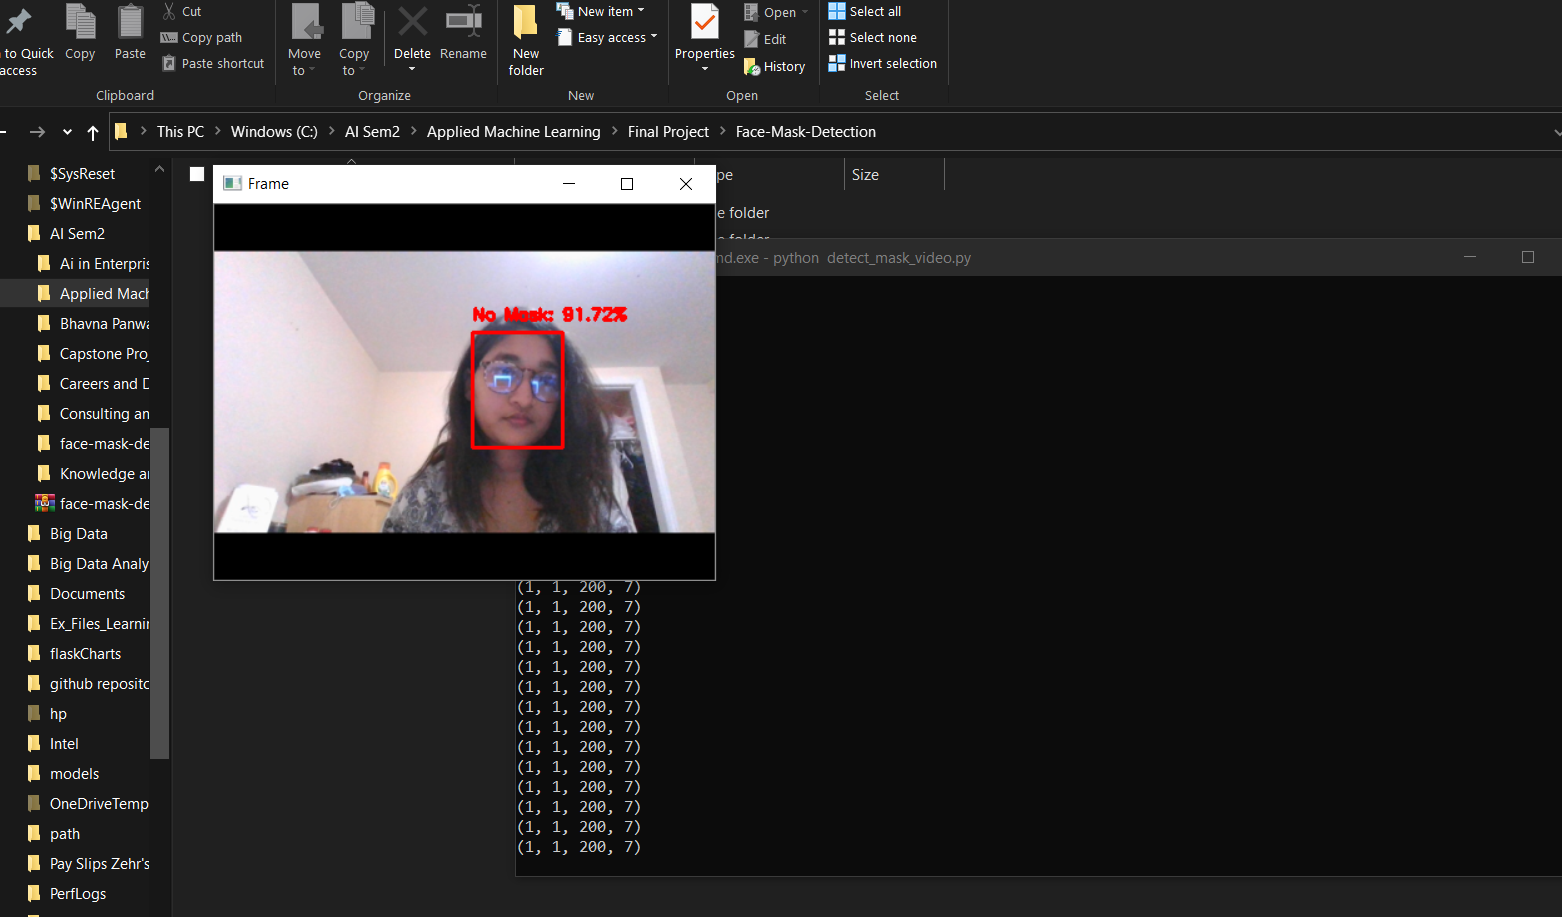 Cut
Copy path
Paste shortcut
to Quick
access
Copy
Paste
Clipboard
Move
to
Copy
to
Delete
Rename
Organize
New
folder
New item
Easy access
New
Properties
Open
Edit
History
Open
Select all
Select none
Invert selection
Select
This PC
Windows (C:)
AI Sem2
Applied Machine Learning
Final Project
Face-Mask-Detection
$SysReset
$WinREAgent
AI Sem2
Ai in Enterpris
Applied Mach
Bhavna Panwa
Capstone Proj
Careers and D
Consulting an
face-mask-de
Knowledge an
face-mask-de
Big Data
Big Data Analy
Documents
Ex_Files_Learnin
flaskCharts
github reposito
hp
Intel
models
OneDriveTemp
path
Pay Slips Zehr's
PerfLogs
pe
Size
e folder
e folder
Frame
No Mask: 91.72%
md.exe - python  detect_mask_video.py
(1, 1, 200, 7)
(1, 1, 200, 7)
(1, 1, 200, 7)
(1, 1, 200, 7)
(1, 1, 200, 7)
(1, 1, 200, 7)
(1, 1, 200, 7)
(1, 1, 200, 7)
(1, 1, 200, 7)
(1, 1, 200, 7)
(1, 1, 200, 7)
(1, 1, 200, 7)
(1, 1, 200, 7)
(1, 1, 200, 7)